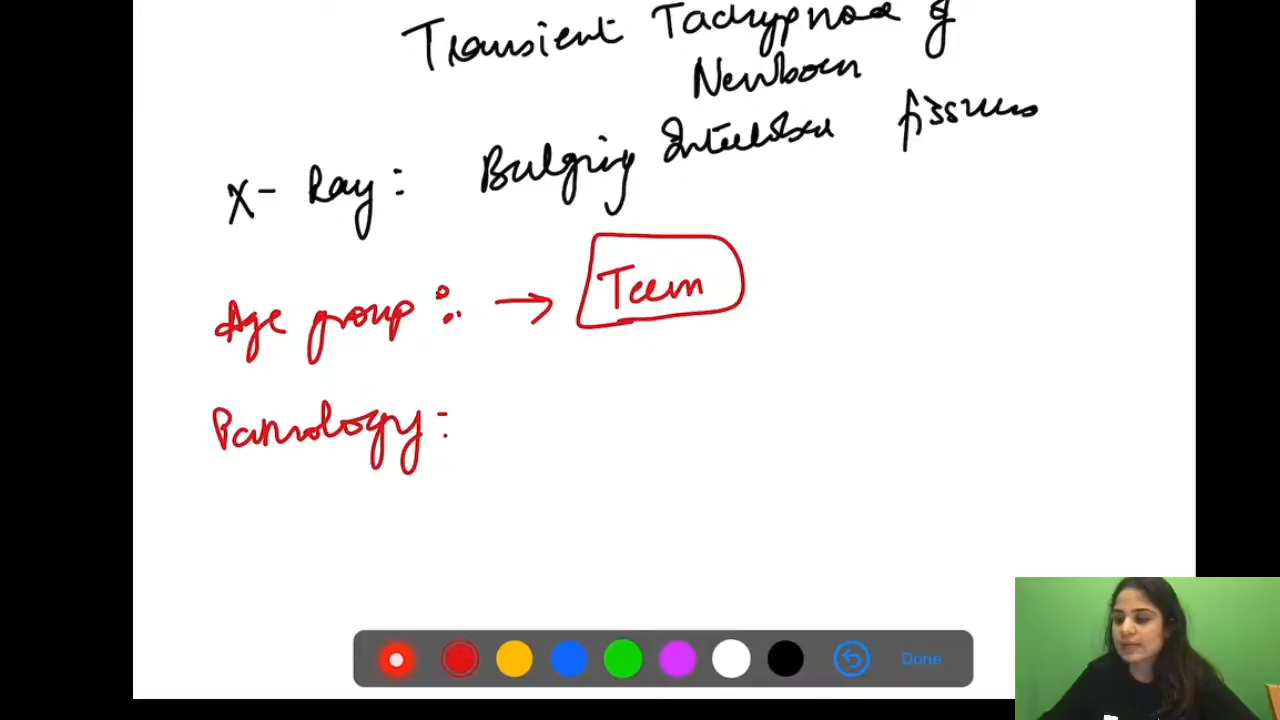 Transient Tachypnoea of
Newborn
X- Ray: Bulging Interlobar fissures
Age group: → Term
Pathology:
Done